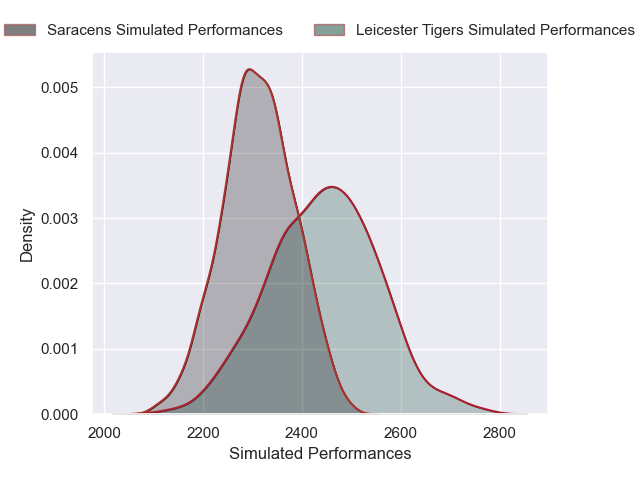 Saracens Simulated Performances Leicester Tigers Simulated Performances
0.005
0.004
0.003
0.002
0.001
0.000
Density
2000 2200 2400 2600 2800
Simulated Performances